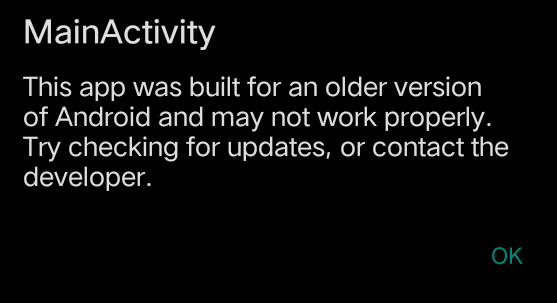 MainActivity
This app was built for an older version
of Android and may not work properly.
Try checking for updates, or contact the
developer.
OK